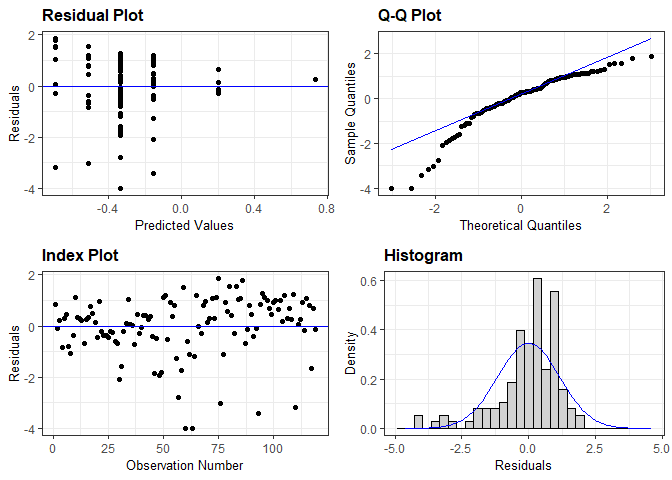 Residual Plot
2
0
-2
-4
Residuals
-0.4
0.0
0.4
0.8
Predicted Values
Q-Q Plot
2
0
-2
-4
Sample Quantiles
-2
0
2
Theoretical Quantiles
Index Plot
2
0
-2
-4
Residuals
0
25
50
75
100
Observation Number
Histogram
0.6
0.4
0.2
0.0
Density
-5.0
-2.5
0.0
2.5
5.0
Residuals